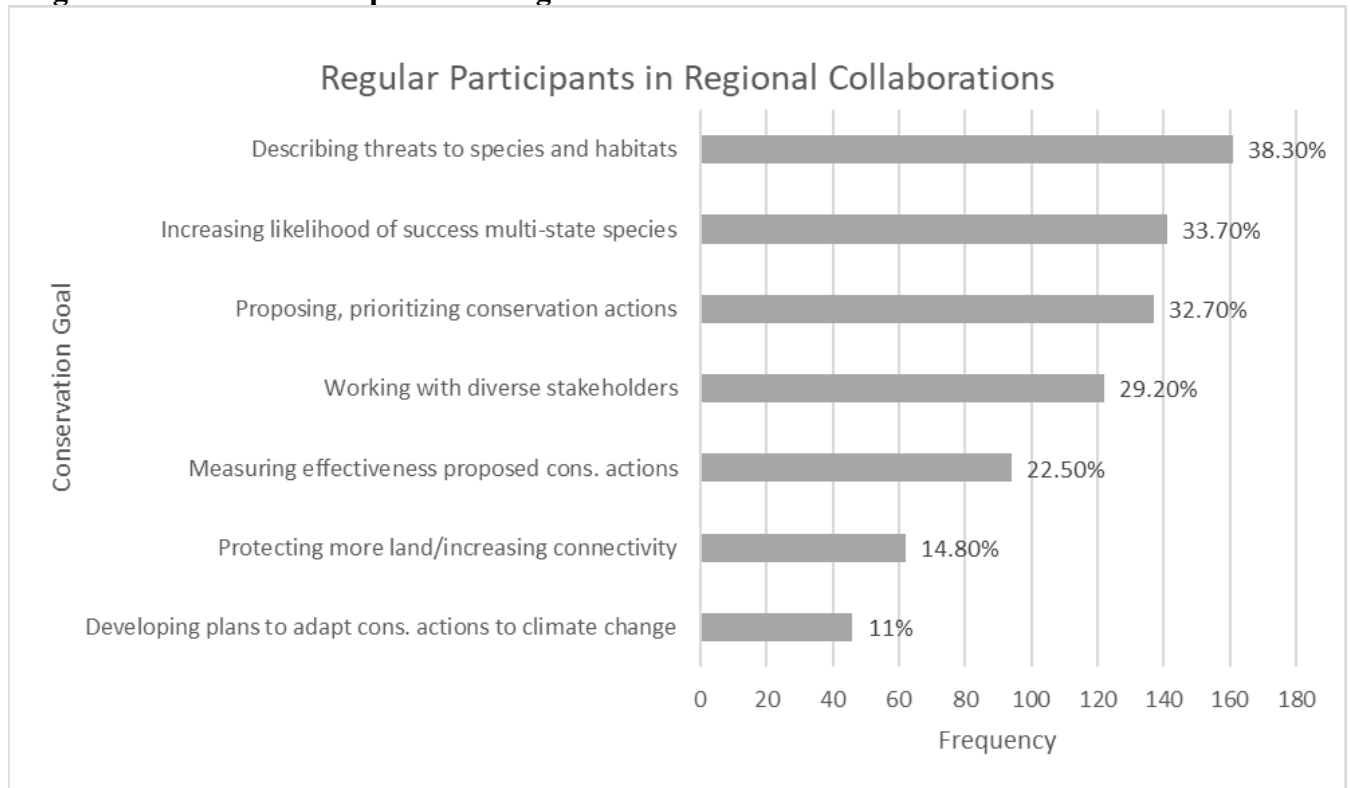 Regular Participants in Regional Collaborations
Describing threats to species and habitats
38.30%
Increasing likelihood of success multi-state species
33.70%
Proposing, prioritizing conservation actions
32.70%
Working with diverse stakeholders
29.20%
Measuring effectiveness proposed cons. actions
22.50%
Protecting more land/increasing connectivity
14.80%
Developing plans to adapt cons. actions to climate change
11%
Conservation Goal
0 20 40 60 80 100 120 140 160 180
Frequency